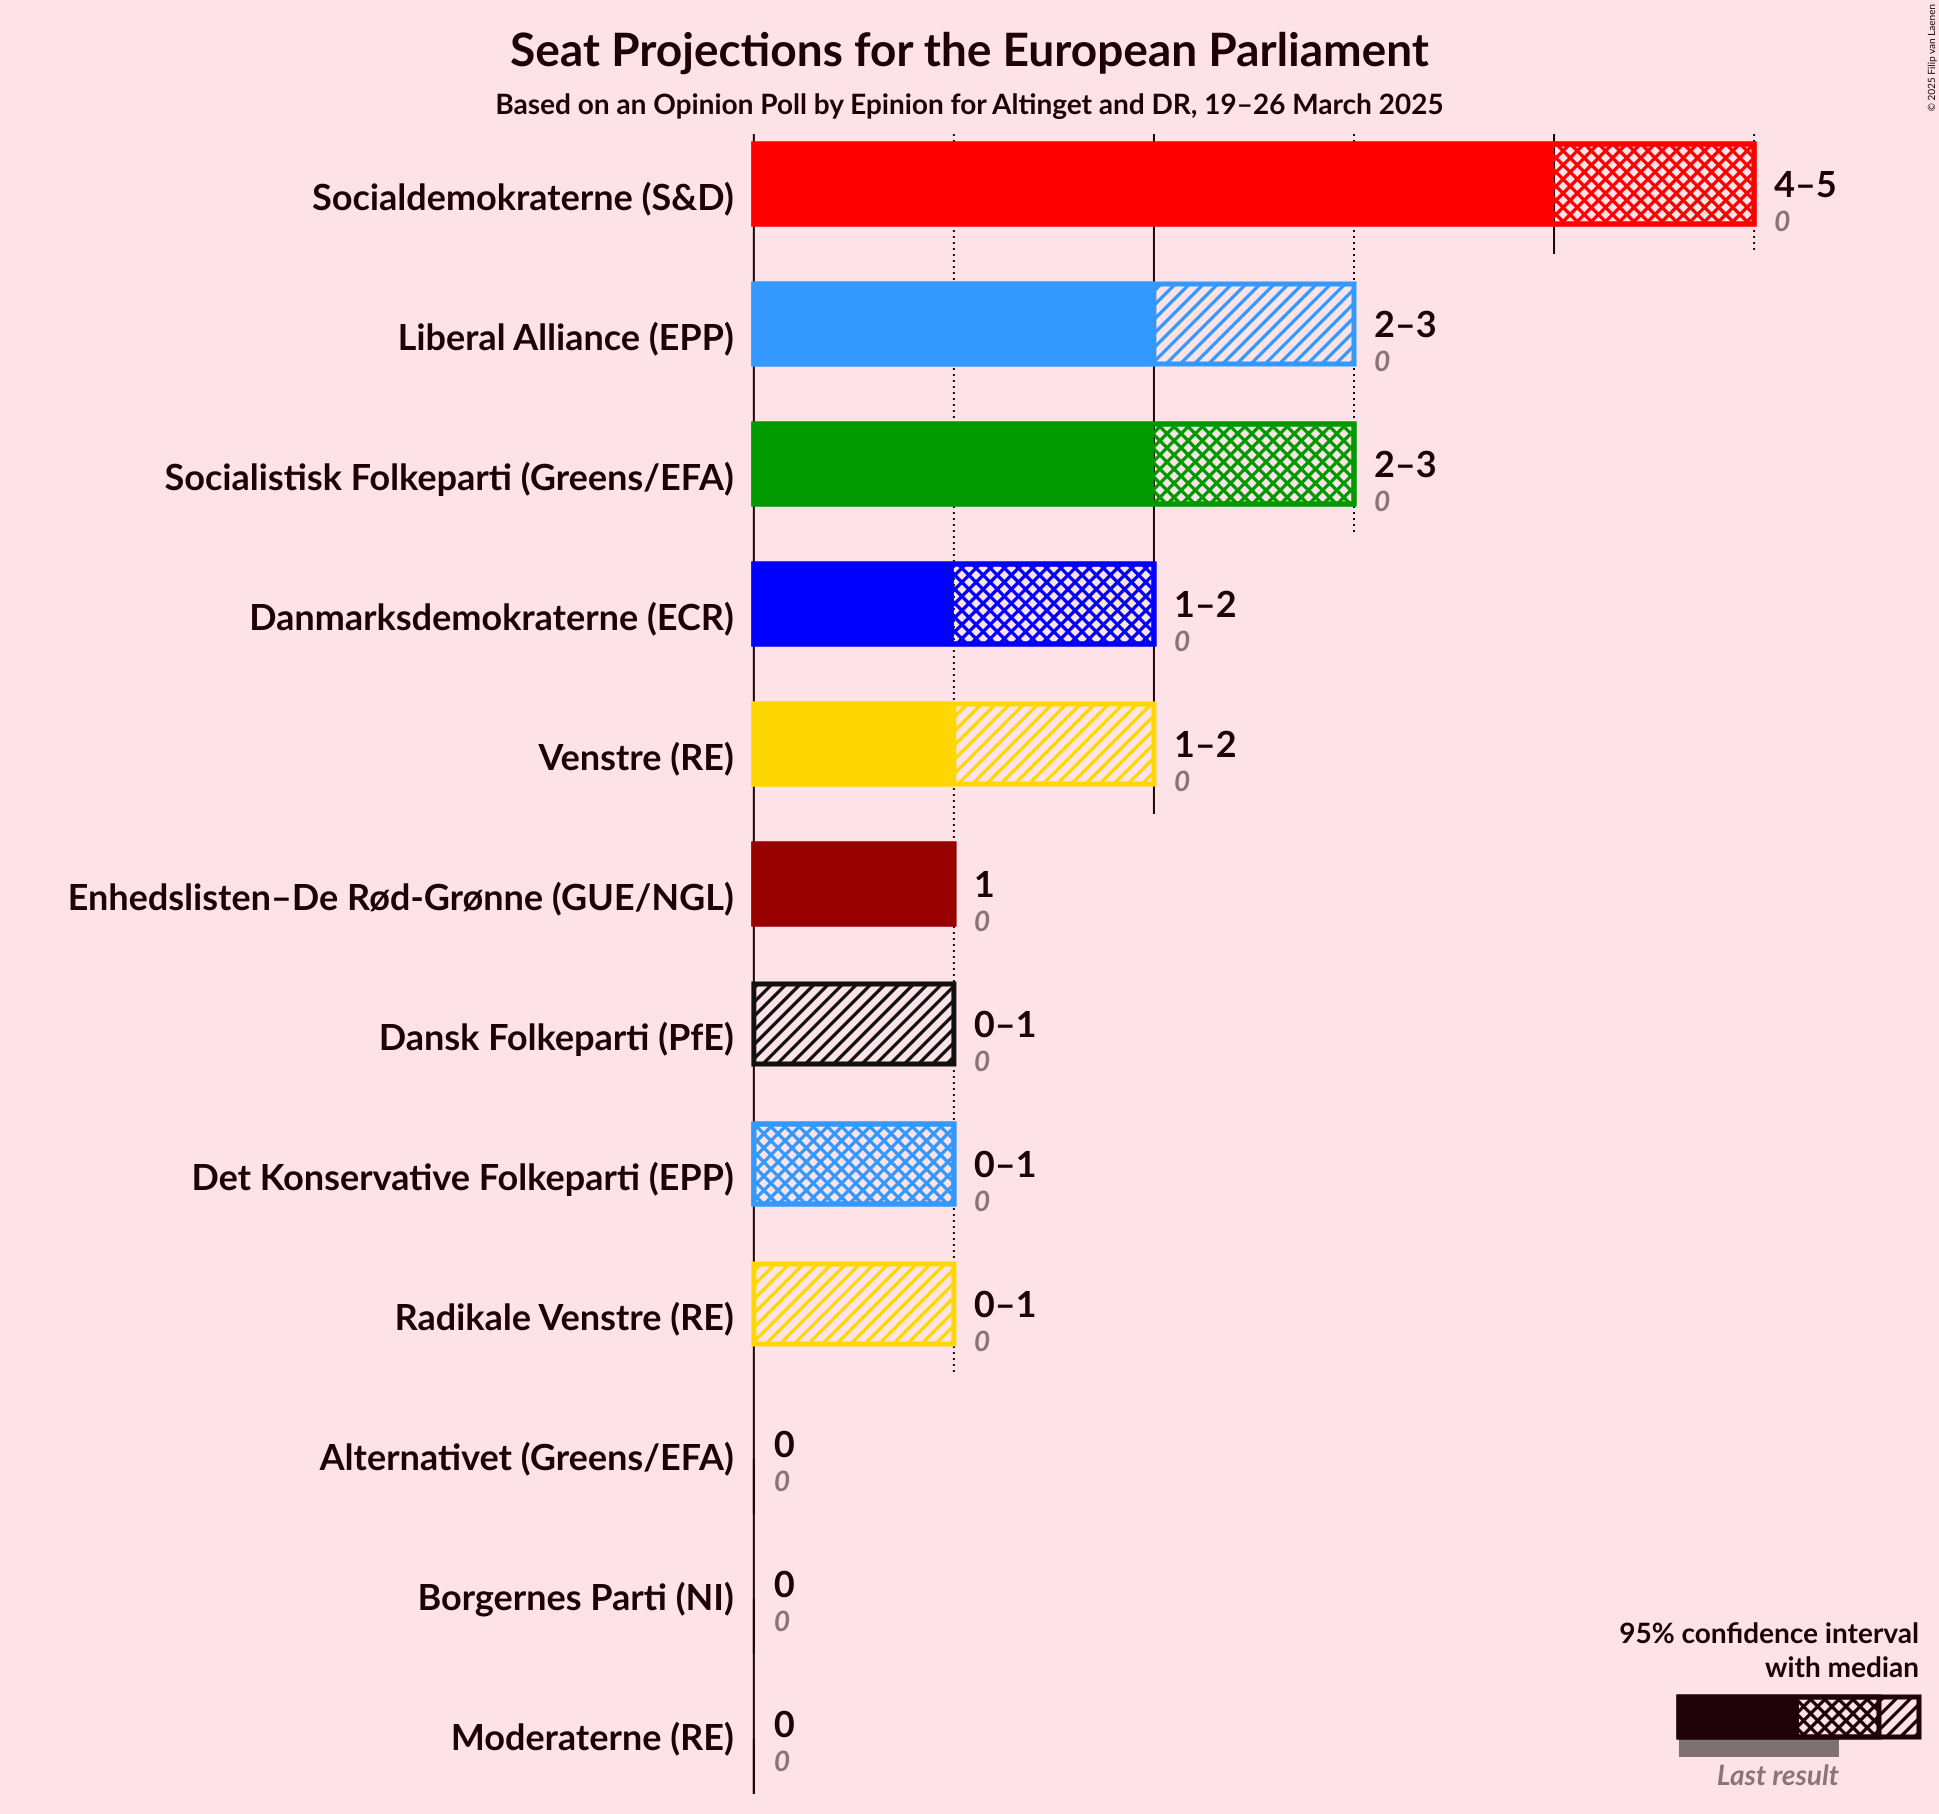 Seat Projections for the European Parliament
Based on an Opinion Poll by Epinion for Altinget and DR, 19–26 March 2025
© 2025 Filip van Laenen
Socialdemokraterne (S&D)
4–5
0
Liberal Alliance (EPP)
2–3
0
Socialistisk Folkeparti (Greens/EFA)
2–3
0
Danmarksdemokraterne (ECR)
1–2
0
Venstre (RE)
1–2
0
Enhedslisten–De Rød-Grønne (GUE/NGL)
1
0
Dansk Folkeparti (PfE)
0–1
0
Det Konservative Folkeparti (EPP)
0–1
0
Radikale Venstre (RE)
0–1
0
Alternativet (Greens/EFA)
0
0
Borgernes Parti (NI)
0
0
Moderaterne (RE)
0
0
95% confidence interval
with median
Last result